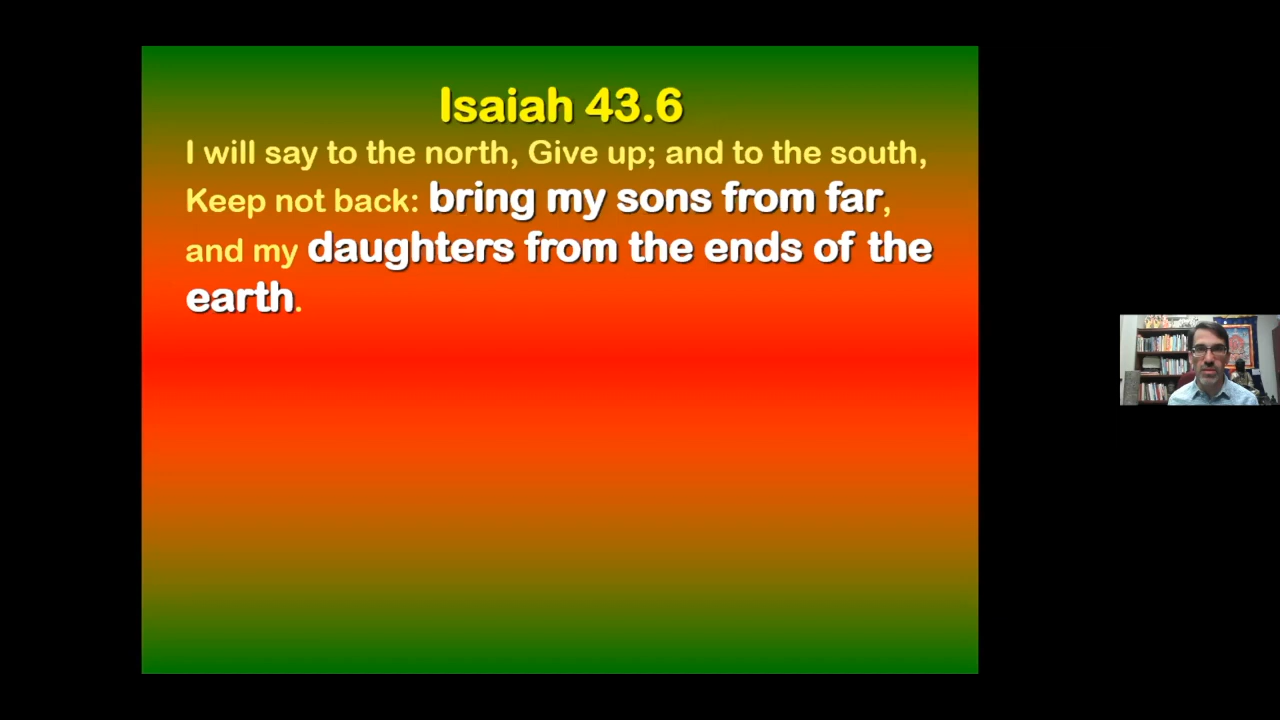 Isaiah 43.6
I will say to the north, Give up; and to the south,
Keep not back: bring my sons from far,
and my daughters from the ends of the
earth.